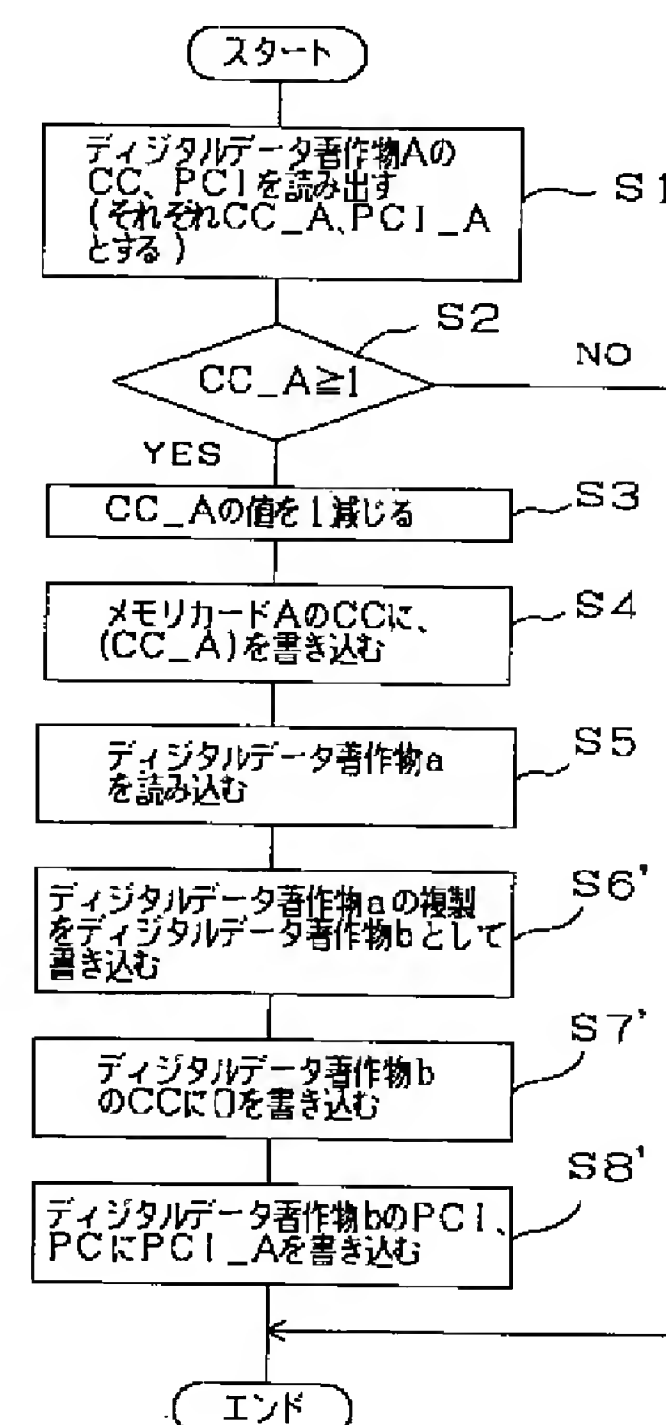 スタート
ディジタルデータ著作物Aの
CC、PCIを読み出す
(それぞれCC_A、PCI_A
とする)
S1
S2
CC_A≧1
NO
YES
CC_Aの値を1減じる
S3
メモリカードAのCCに、
(CC_A)を書き込む
S4
ディジタルデータ著作物a
を読み込む
S5
ディジタルデータ著作物aの複製
をディジタルデータ著作物bとして
書き込む
S6'
ディジタルデータ著作物b
のCCに0を書き込む
S7'
ディジタルデータ著作物bのPCI、
PCにPCI_Aを書き込む
S8'
エンド